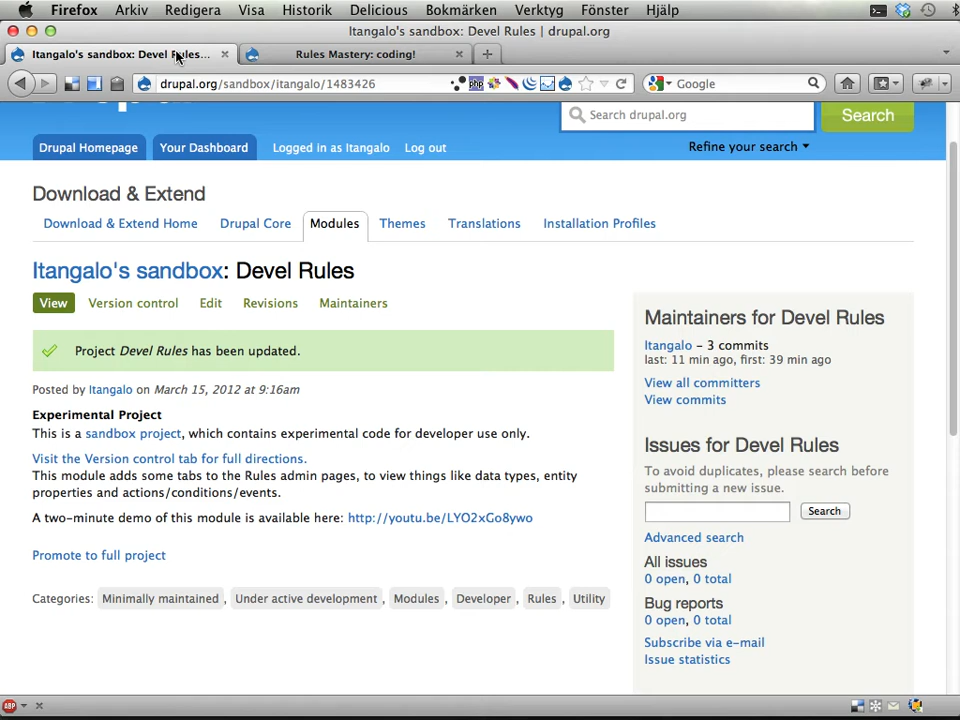 Firefox Arkiv Redigera Visa Historik Delicious Bokmärken Verktyg Fönster Hjälp
Itangalo's sandbox: Devel Rules | drupal.org
Itangalo's sandbox: Devel Rules...
Rules Mastery: coding!
drupal.org/sandbox/itangalo/1483426
php
Google
Search drupal.org
Search
Drupal Homepage
Your Dashboard
Logged in as Itangalo
Log out
Refine your search
Download & Extend
Download & Extend Home
Drupal Core
Modules
Themes
Translations
Installation Profiles
Itangalo's sandbox: Devel Rules
View
Version control
Edit
Revisions
Maintainers
Project Devel Rules has been updated.
Posted by Itangalo on March 15, 2012 at 9:16am
Experimental Project
This is a sandbox project, which contains experimental code for developer use only.
Visit the Version control tab for full directions.
This module adds some tabs to the Rules admin pages, to view things like data types, entity
properties and actions/conditions/events.
A two-minute demo of this module is available here: http://youtu.be/LYO2xGo8ywo
Promote to full project
Categories: Minimally maintained , Under active development , Modules , Developer , Rules , Utility
Maintainers for Devel Rules
Itangalo – 3 commits
last: 11 min ago, first: 39 min ago
View all committers
View commits
Issues for Devel Rules
To avoid duplicates, please search before
submitting a new issue.
Search
Advanced search
All issues
0 open, 0 total
Bug reports
0 open, 0 total
Subscribe via e-mail
Issue statistics
ABP